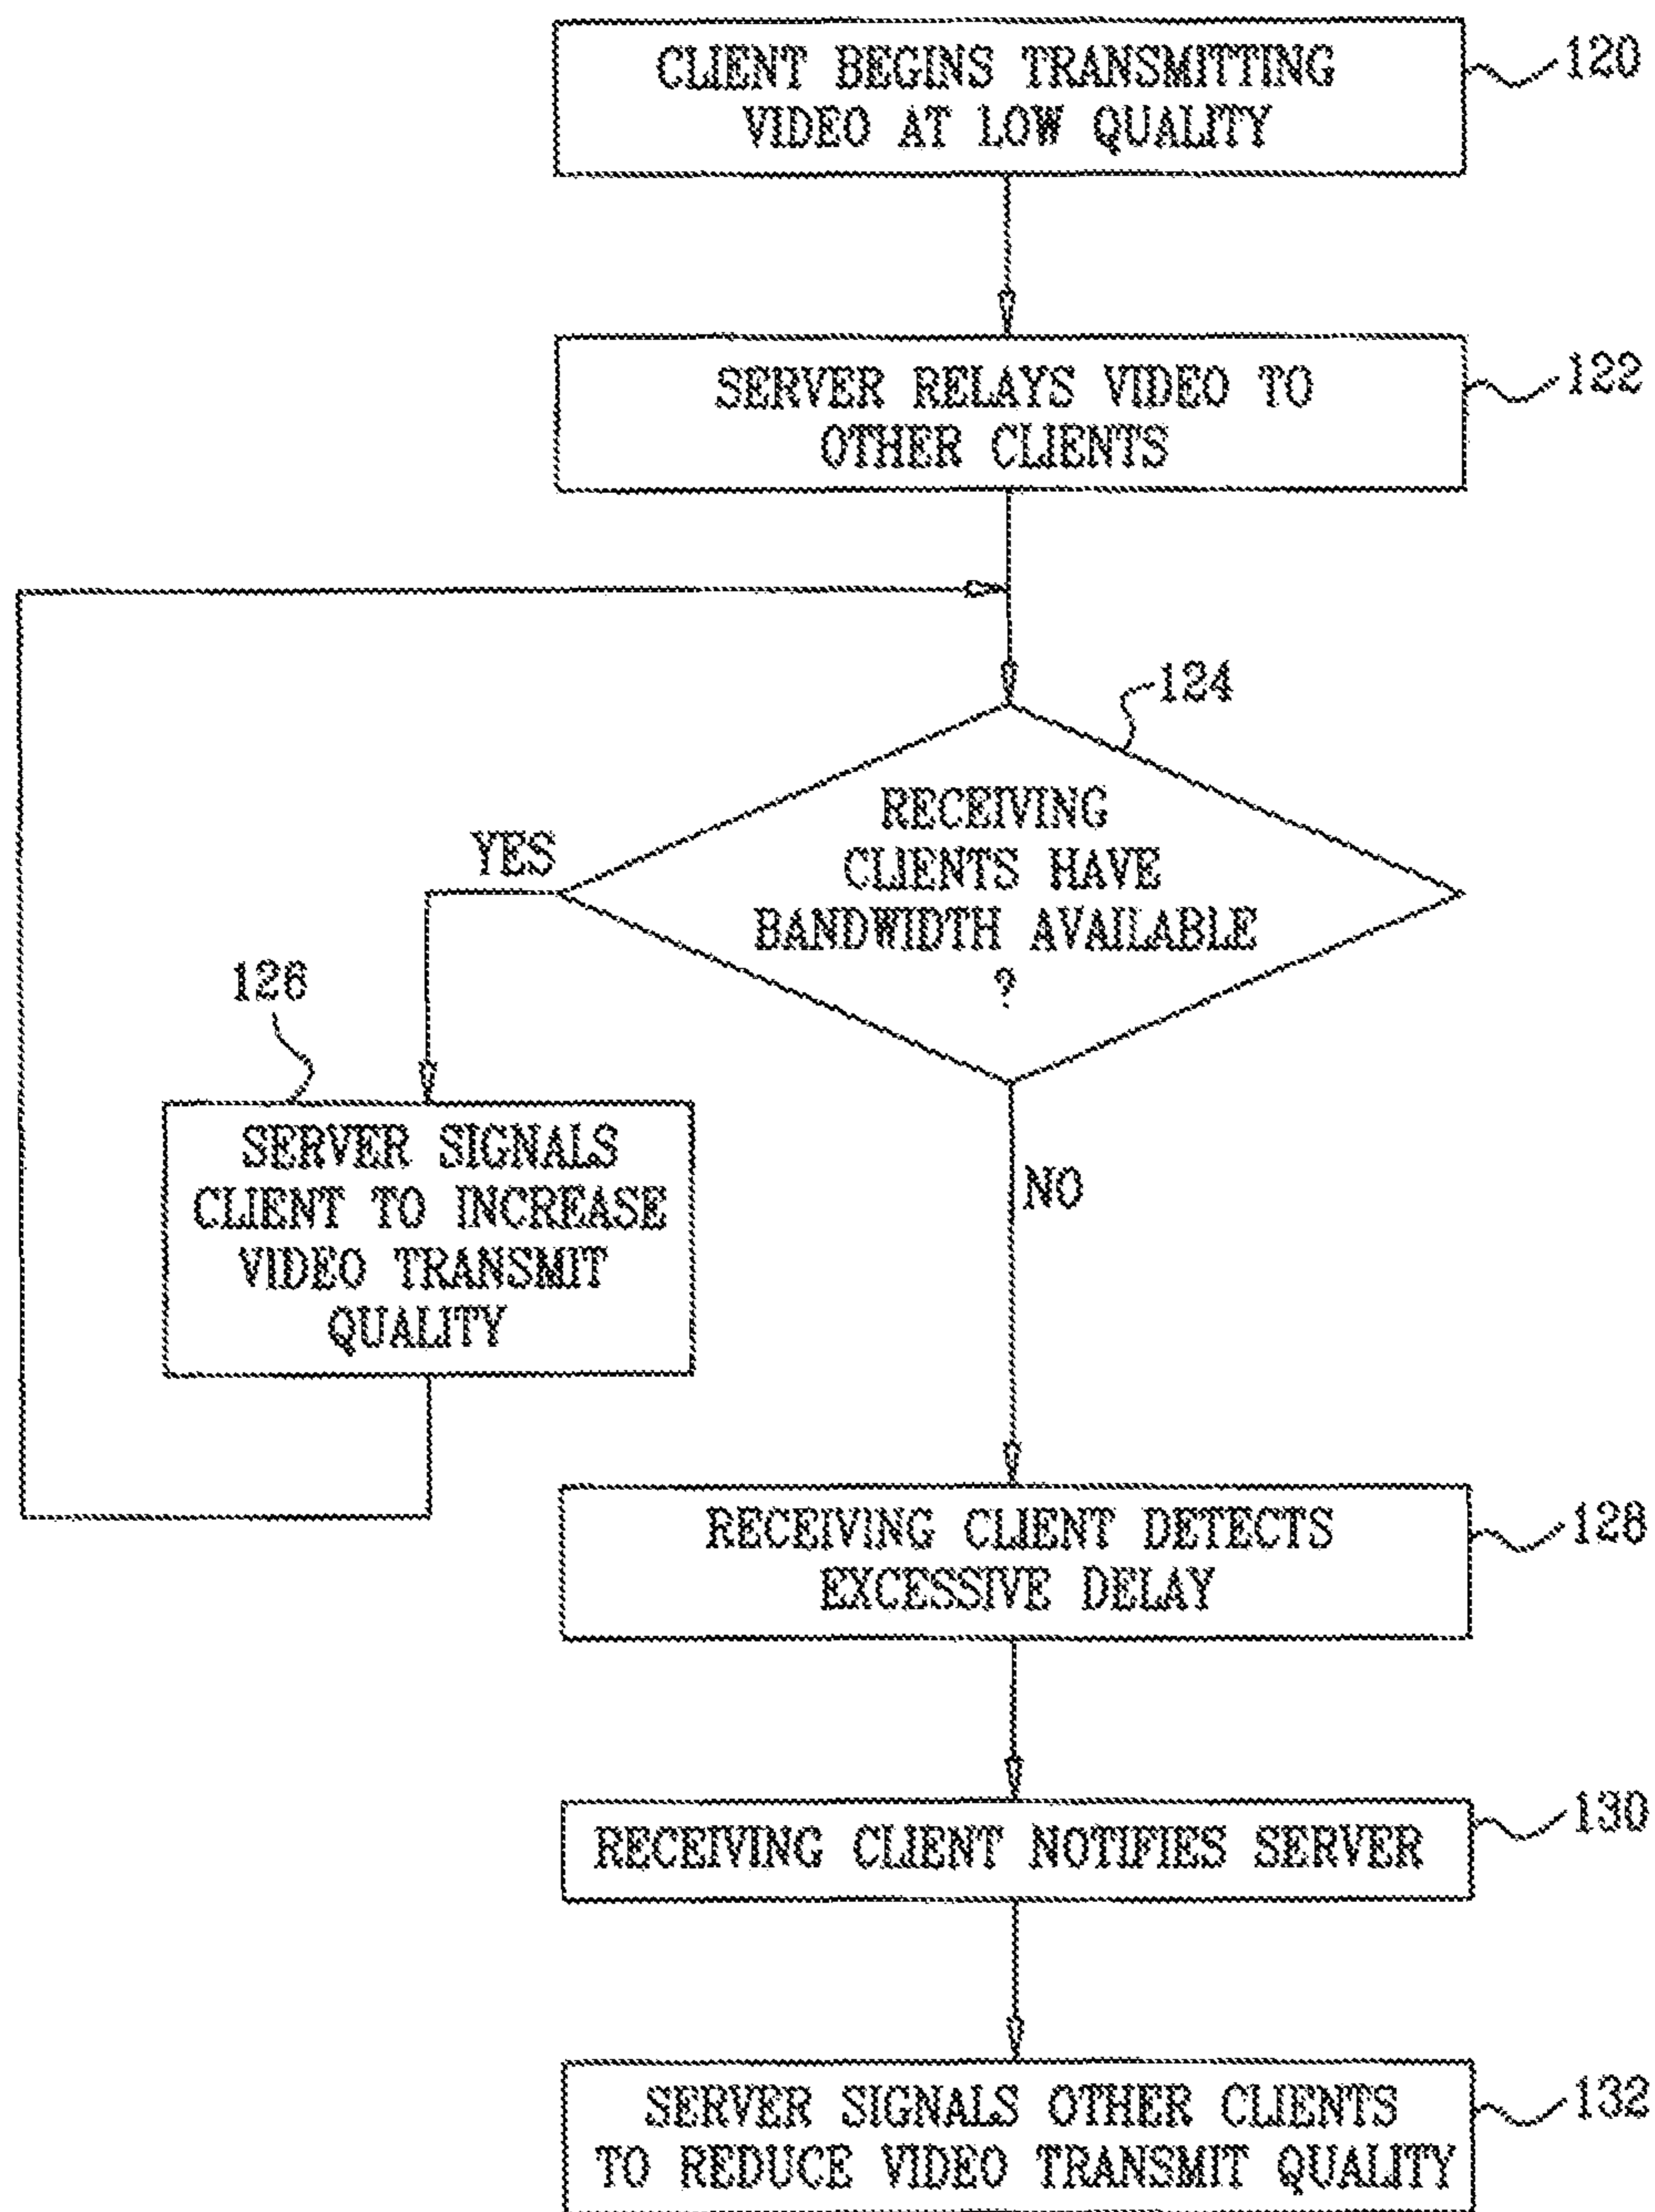 CLIENT BEGINS TRANSMITTING
VIDEO AT LOW QUALITY
120
SERVER RELAYS VIDEO TO
OTHER CLIENTS
122
124
RECEIVING
CLIENTS HAVE
BANDWIDTH AVAILABLE
?
YES
126
SERVER SIGNALS
CLIENT TO INCREASE
VIDEO TRANSMIT
QUALITY
NO
RECEIVING CLIENT DETECTS
EXCESSIVE DELAY
128
RECEIVING CLIENT NOTIFIES SERVER
130
SERVER SIGNALS OTHER CLIENTS
TO REDUCE VIDEO TRANSMIT QUALITY
132